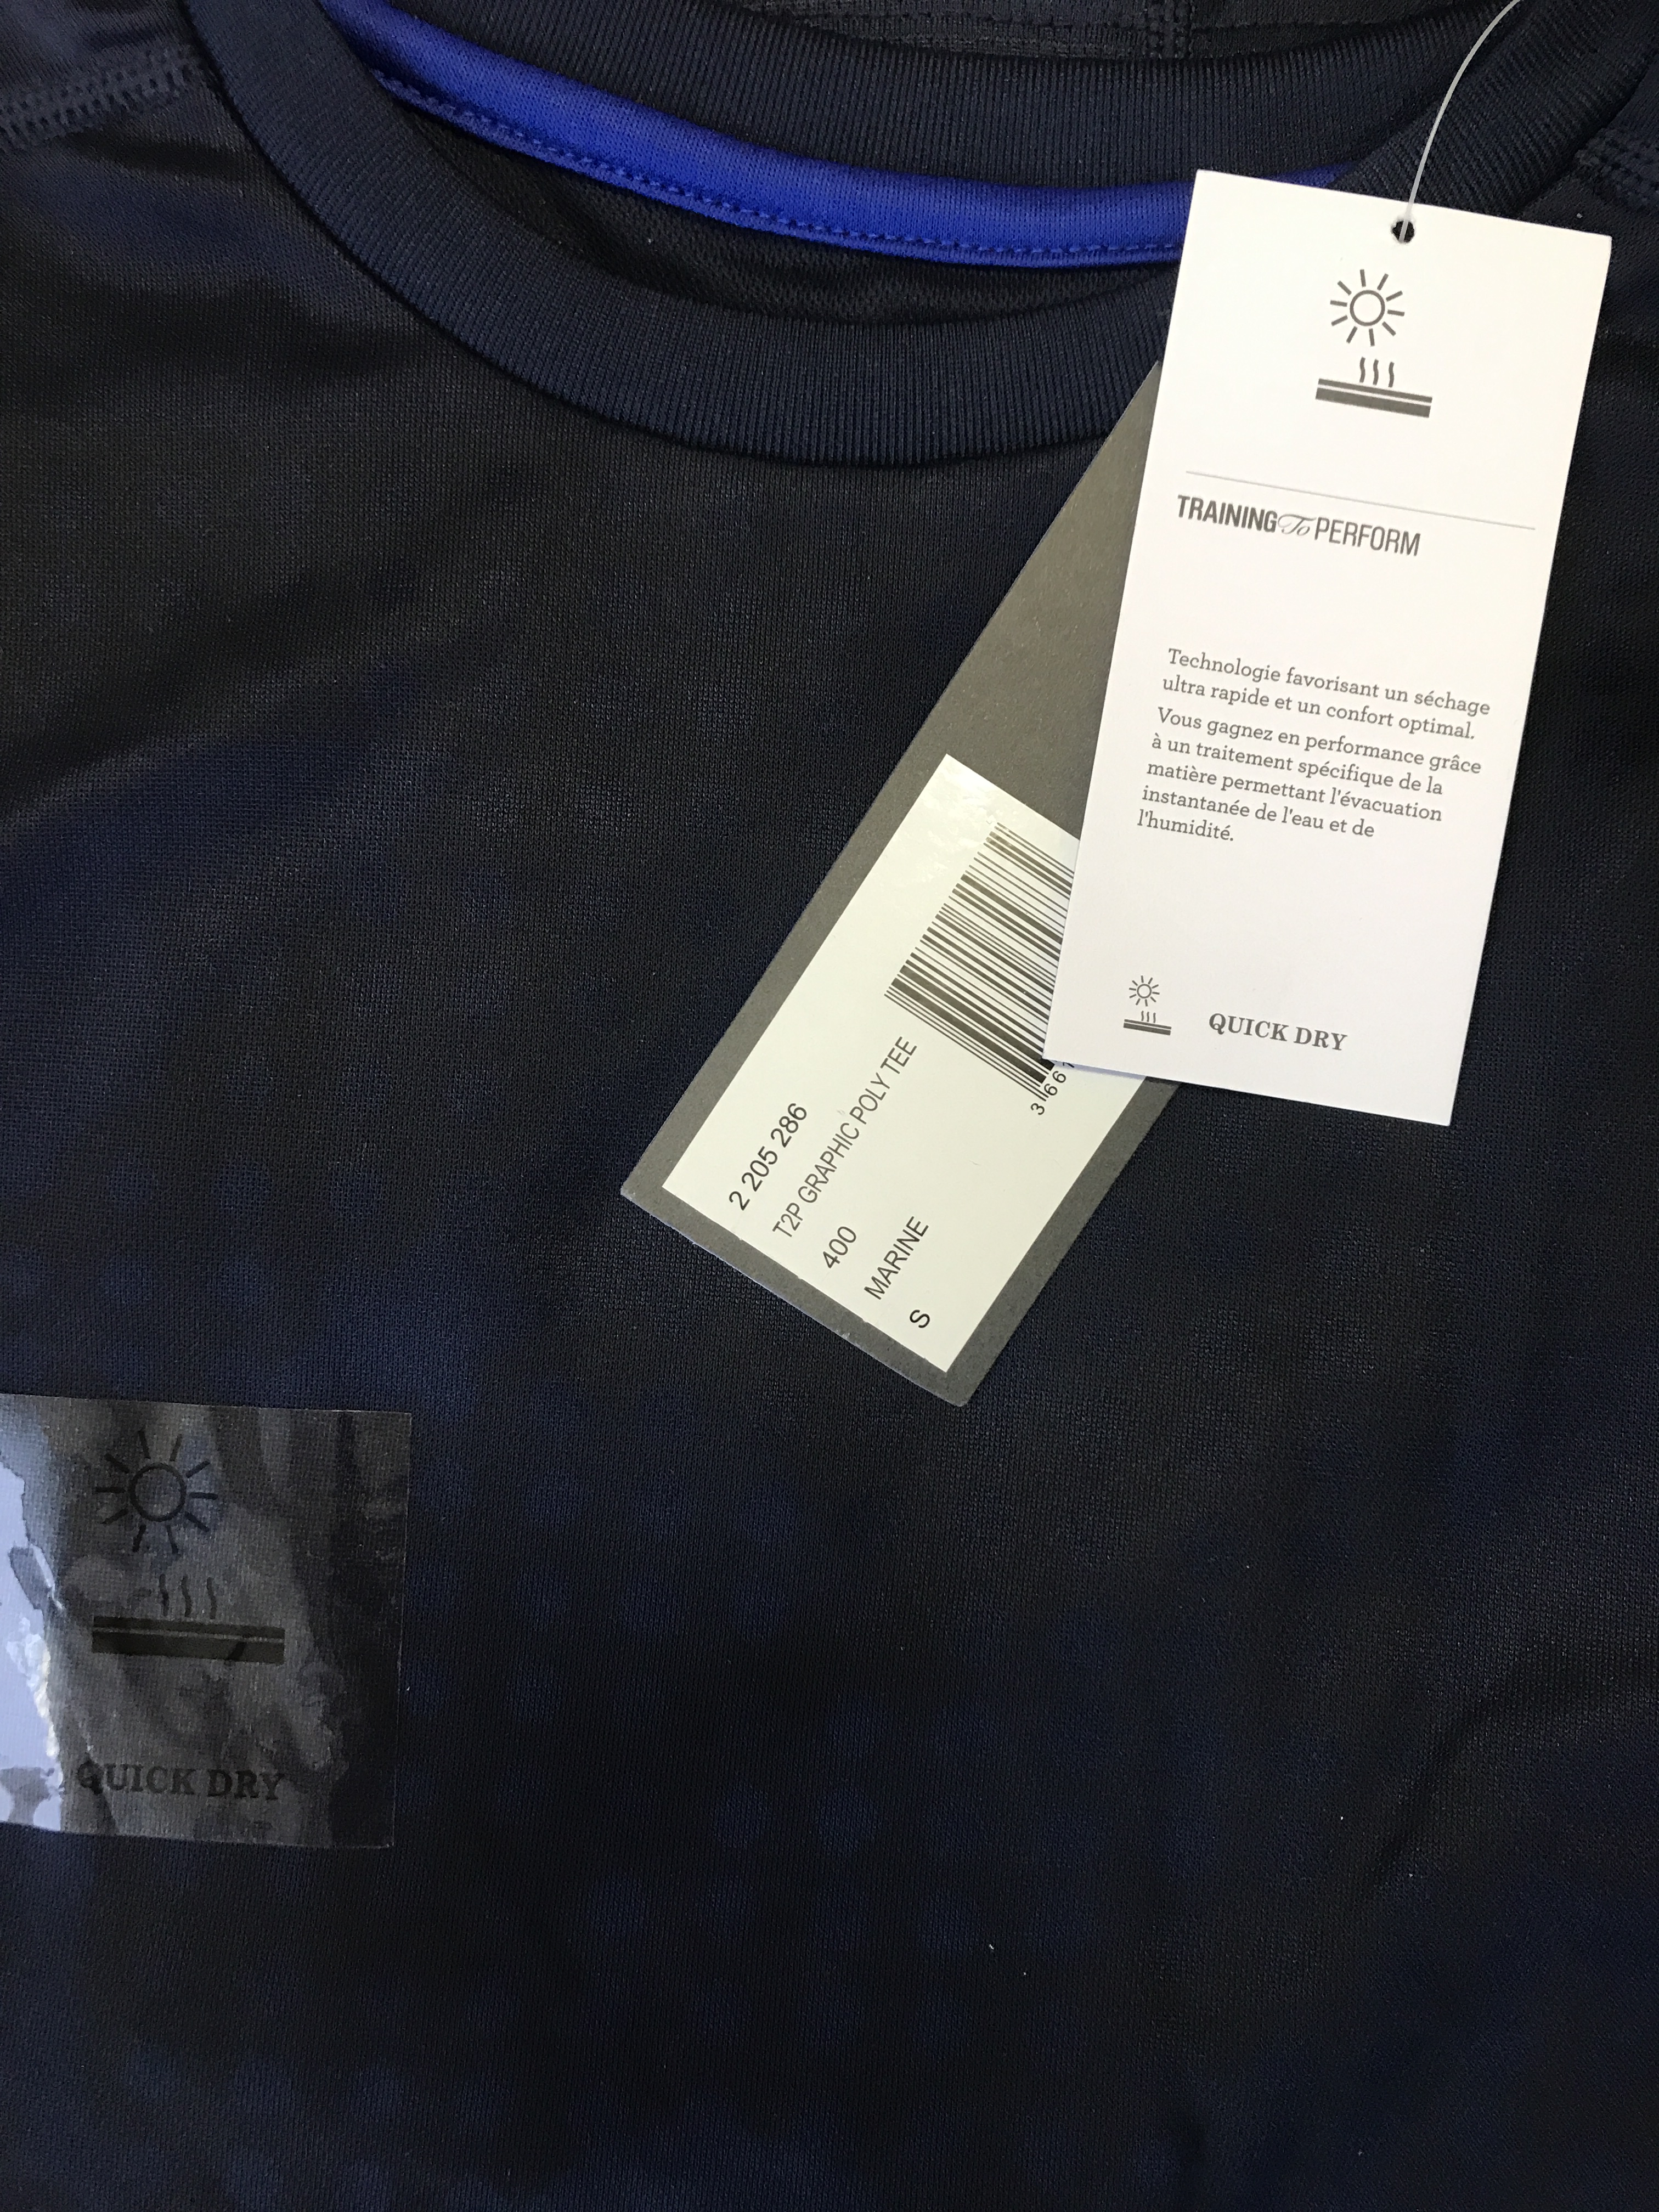 TRAINING To PERFORM
Technologie favorisant un séchage
ultra rapide et un confort optimal.
Vous gagnez en performance grâce
à un traitement spécifique de la
matière permettant l'évacuation
instantanée de l'eau et de
l'humidité.
QUICK DRY
2 205 286
T2P GRAPHIC POLY TEE
400
MARINE
S
3 66
QUICK DRY